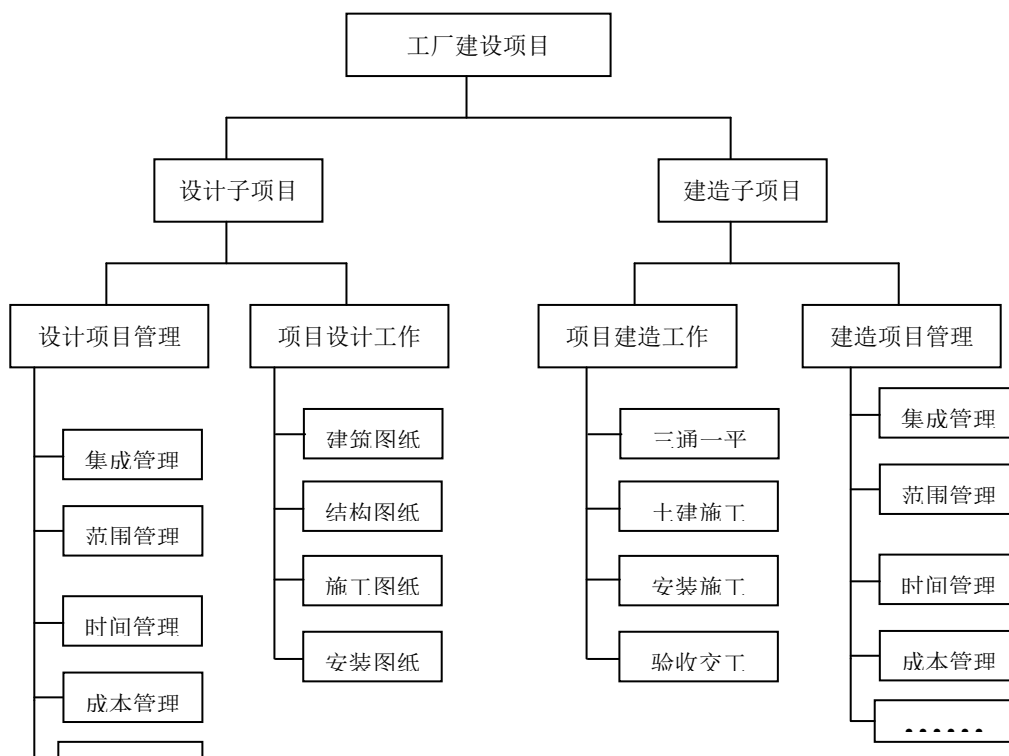 工厂建设项目
设计子项目
建造子项目
设计项目管理
项目设计工作
项目建造工作
建造项目管理
集成管理
范围管理
时间管理
成本管理
建筑图纸
结构图纸
施工图纸
安装图纸
三通一平
土建施工
安装施工
验收交工
集成管理
范围管理
时间管理
成本管理
······